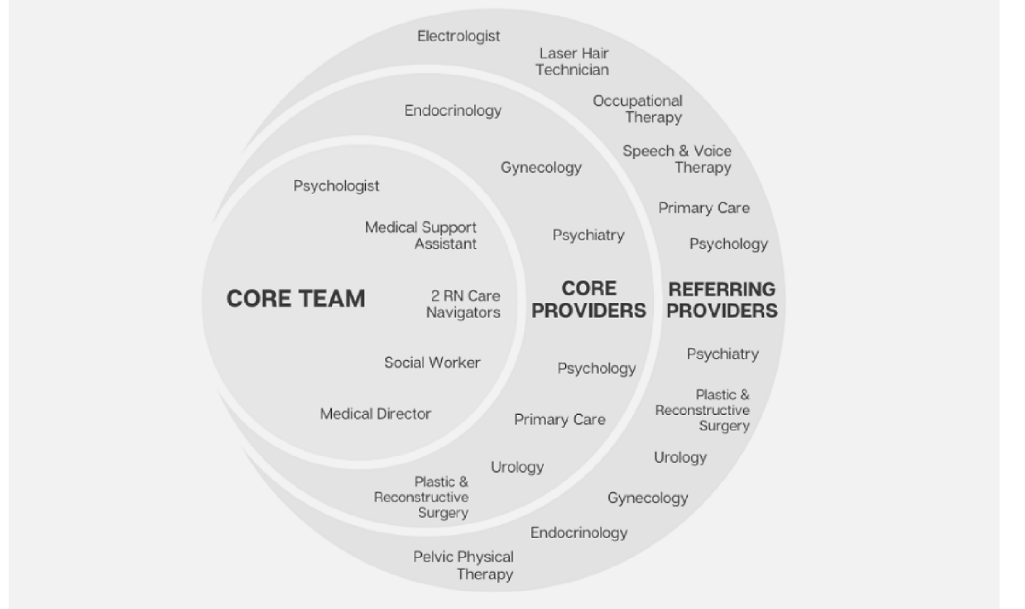 Electrologist
Laser Hair
Technician
Occupational
Therapy
Speech & Voice
Therapy
Primary Care
Psychology
REFERRING
PROVIDERS
Psychiatry
Plastic &
Reconstructive
Surgery
Urology
Gynecology
Endocrinology
Pelvic Physical
Therapy
Endocrinology
Gynecology
Psychiatry
CORE
PROVIDERS
Psychology
Primary Care
Urology
Plastic &
Reconstructive
Surgery
Psychologist
Medical Support
Assistant
CORE TEAM
2 RN Care
Navigators
Social Worker
Medical Director